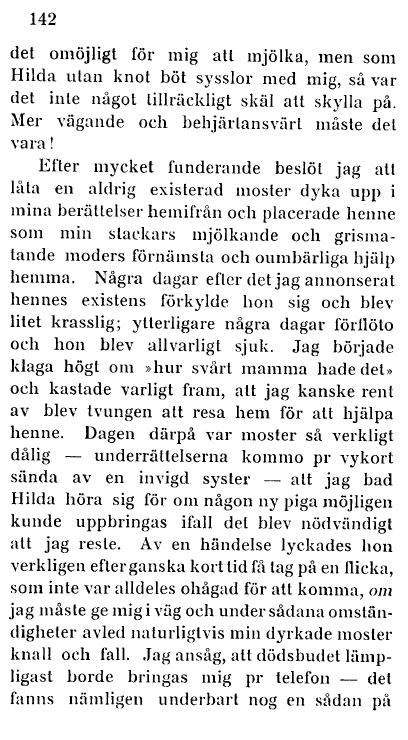 142
det omöjligt för mig att mjölka, men som
Hilda utan knot böt sysslor med mig, så var
det inte något tillräckligt skäl att skylla på.
Mer vägande och behjärtansvärt måste det
vara!
Efter mycket funderande beslöt jag att
låta en aldrig existerad moster dyka upp i
mina berättelser hemifrån och placerade henne
som min stackars mjölkande och grisma-
tande moders förnämsta och oumbärliga hjälp
hemma. Några dagar efter det jag annonserat
hennes existens förkylde hon sig och blev
litet krasslig; ytterligare några dagar förflöto
och hon blev allvarligt sjuk. Jag började
klaga högt om »hur svårt mamma hade det»
och kastade varligt fram, att jag kanske rent
av blev tvungen att resa hem för att hjälpa
henne. Dagen därpå var moster så verkligt
dålig — underrättelserna kommo pr vykort
sända av en invigd syster — att jag bad
Hilda höra sig för om någon ny piga möjligen
kunde uppbringas ifall det blev nödvändigt
att jag reste. Av en händelse lyckades hon
verkligen efter ganska kort tid få tag på en flicka,
som inte var alldeles ohågad för att komma, om
jag måste ge mig i väg och under sådana omstän-
digheter avled naturligtvis min dyrkade moster
knall och fall. Jag ansåg, att dödsbudet lämp-
ligast borde bringas mig pr telefon — det
fanns nämligen underbart nog en sådan på